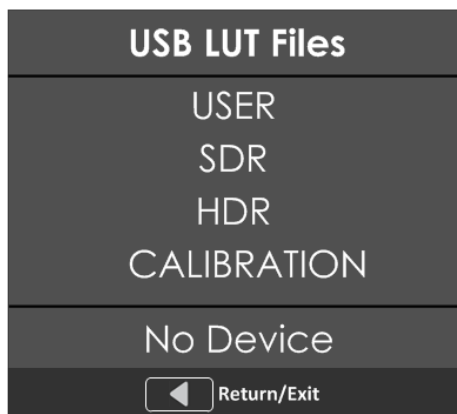 USB LUT Files
USER
SDR
HDR
CALIBRATION
No Device
Return/Exit